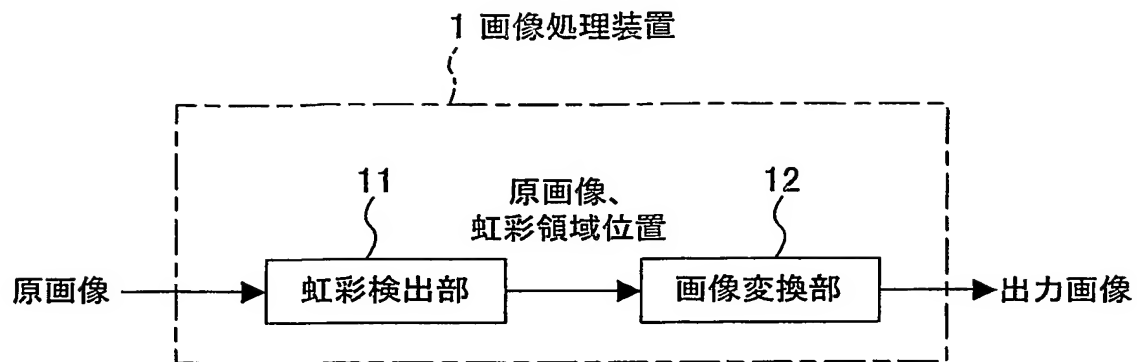 1 画像処理装置
11
原画像、
虹彩領域位置
12
原画像
虹彩検出部
画像変換部
出力画像